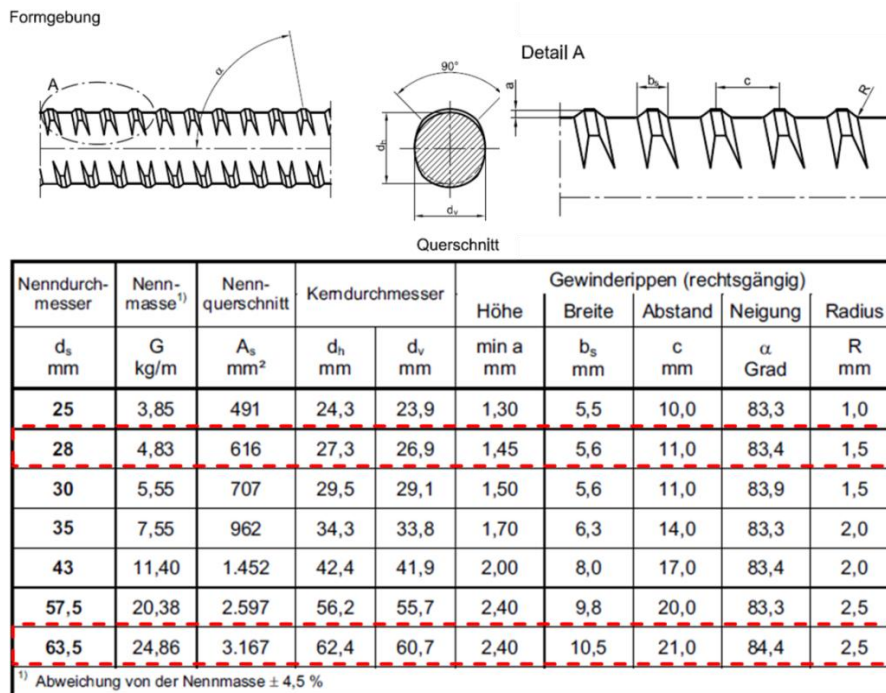 Formgebung
Detail A
A
α
90°
a
bₛ
c
R
dₕ
dᵥ
Querschnitt
Nenndurch-messer Nenn-masse¹⁾ Nenn-querschnitt Kerndurchmesser Gewinderippen (rechtsgängig)
Höhe Breite Abstand Neigung Radius
dₛ G Aₛ dₕ dᵥ min a bₛ c α R
mm kg/m mm² mm mm mm mm mm Grad mm
25 3,85 491 24,3 23,9 1,30 5,5 10,0 83,3 1,0
28 4,83 616 27,3 26,9 1,45 5,6 11,0 83,4 1,5
30 5,55 707 29,5 29,1 1,50 5,6 11,0 83,9 1,5
35 7,55 962 34,3 33,8 1,70 6,3 14,0 83,3 2,0
43 11,40 1.452 42,4 41,9 2,00 8,0 17,0 83,4 2,0
57,5 20,38 2.597 56,2 55,7 2,40 9,8 20,0 83,3 2,5
63,5 24,86 3.167 62,4 60,7 2,40 10,5 21,0 84,4 2,5
¹⁾ Abweichung von der Nennmasse ± 4,5 %